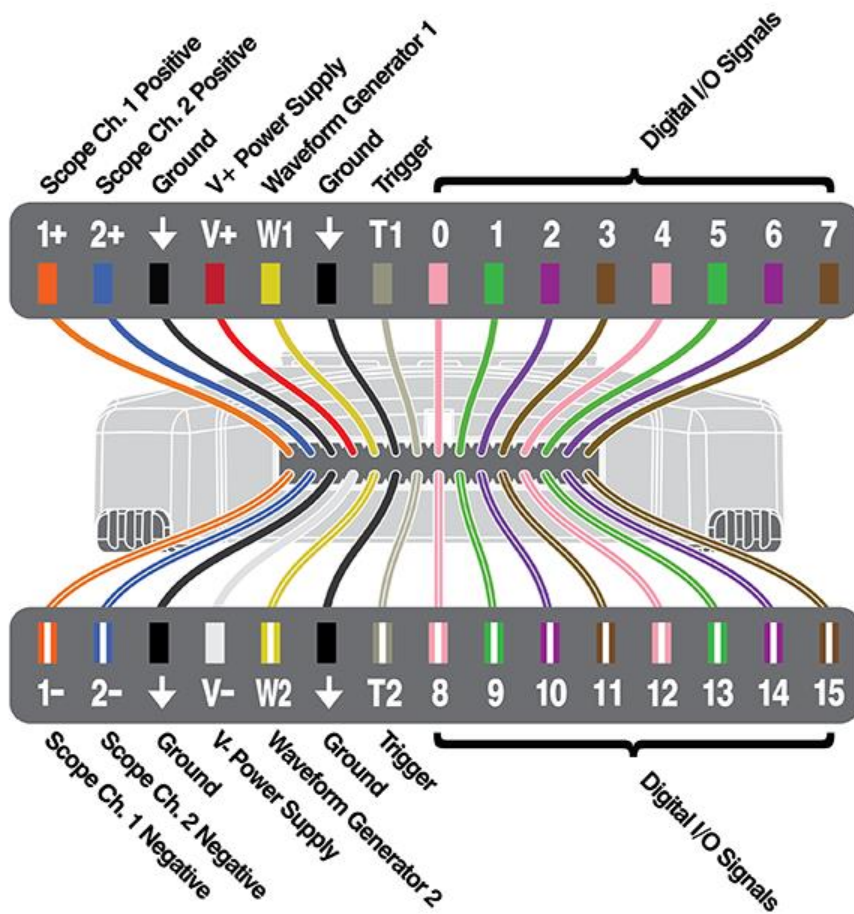 Scope Ch. 1 Positive
Scope Ch. 2 Positive
Ground
V+ Power Supply
Waveform Generator 1
Ground
Trigger
Digital I/O Signals
1+ 2+ ↓ V+ W1 ↓ T1 0 1 2 3 4 5 6 7
1- 2- ↓ V- W2 ↓ T2 8 9 10 11 12 13 14 15
Scope Ch. 1 Negative
Scope Ch. 2 Negative
Ground
V- Power Supply
Waveform Generator 2
Ground
Trigger
Digital I/O Signals